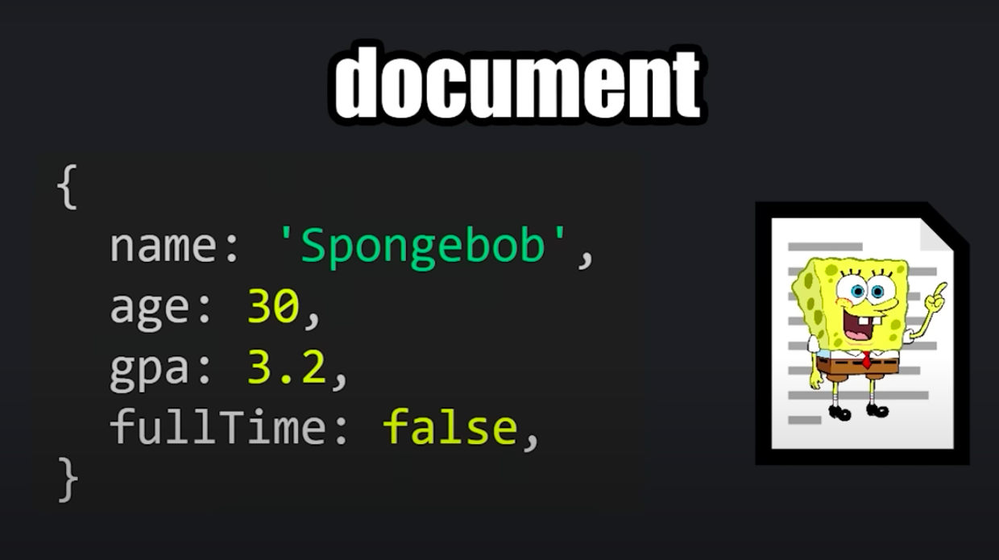 document
{
name: 'Spongebob',
age: 30,
gpa: 3.2,
fullTime: false,
}